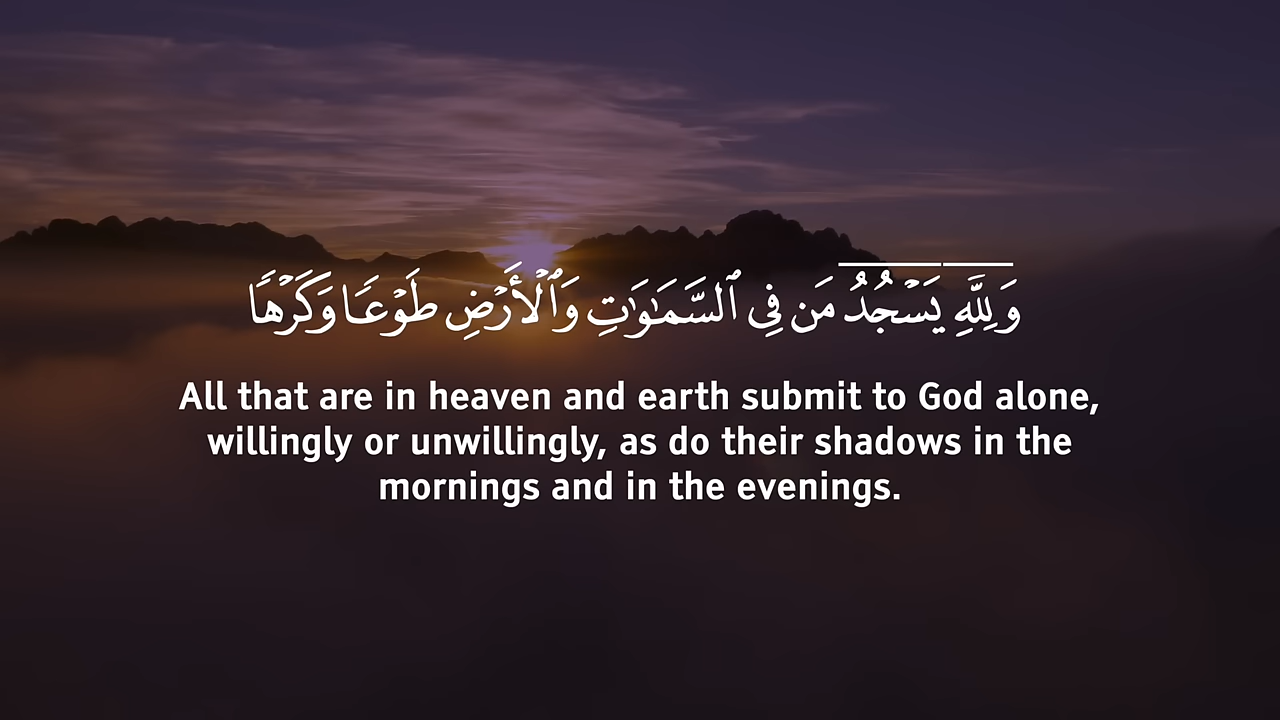 وَلِلَّهِ يَسْجُدُ مَن فِى ٱلسَّمَـٰوَٰتِ وَٱلْأَرْضِ طَوْعًا وَكَرْهًا
All that are in heaven and earth submit to God alone,
willingly or unwillingly, as do their shadows in the
mornings and in the evenings.